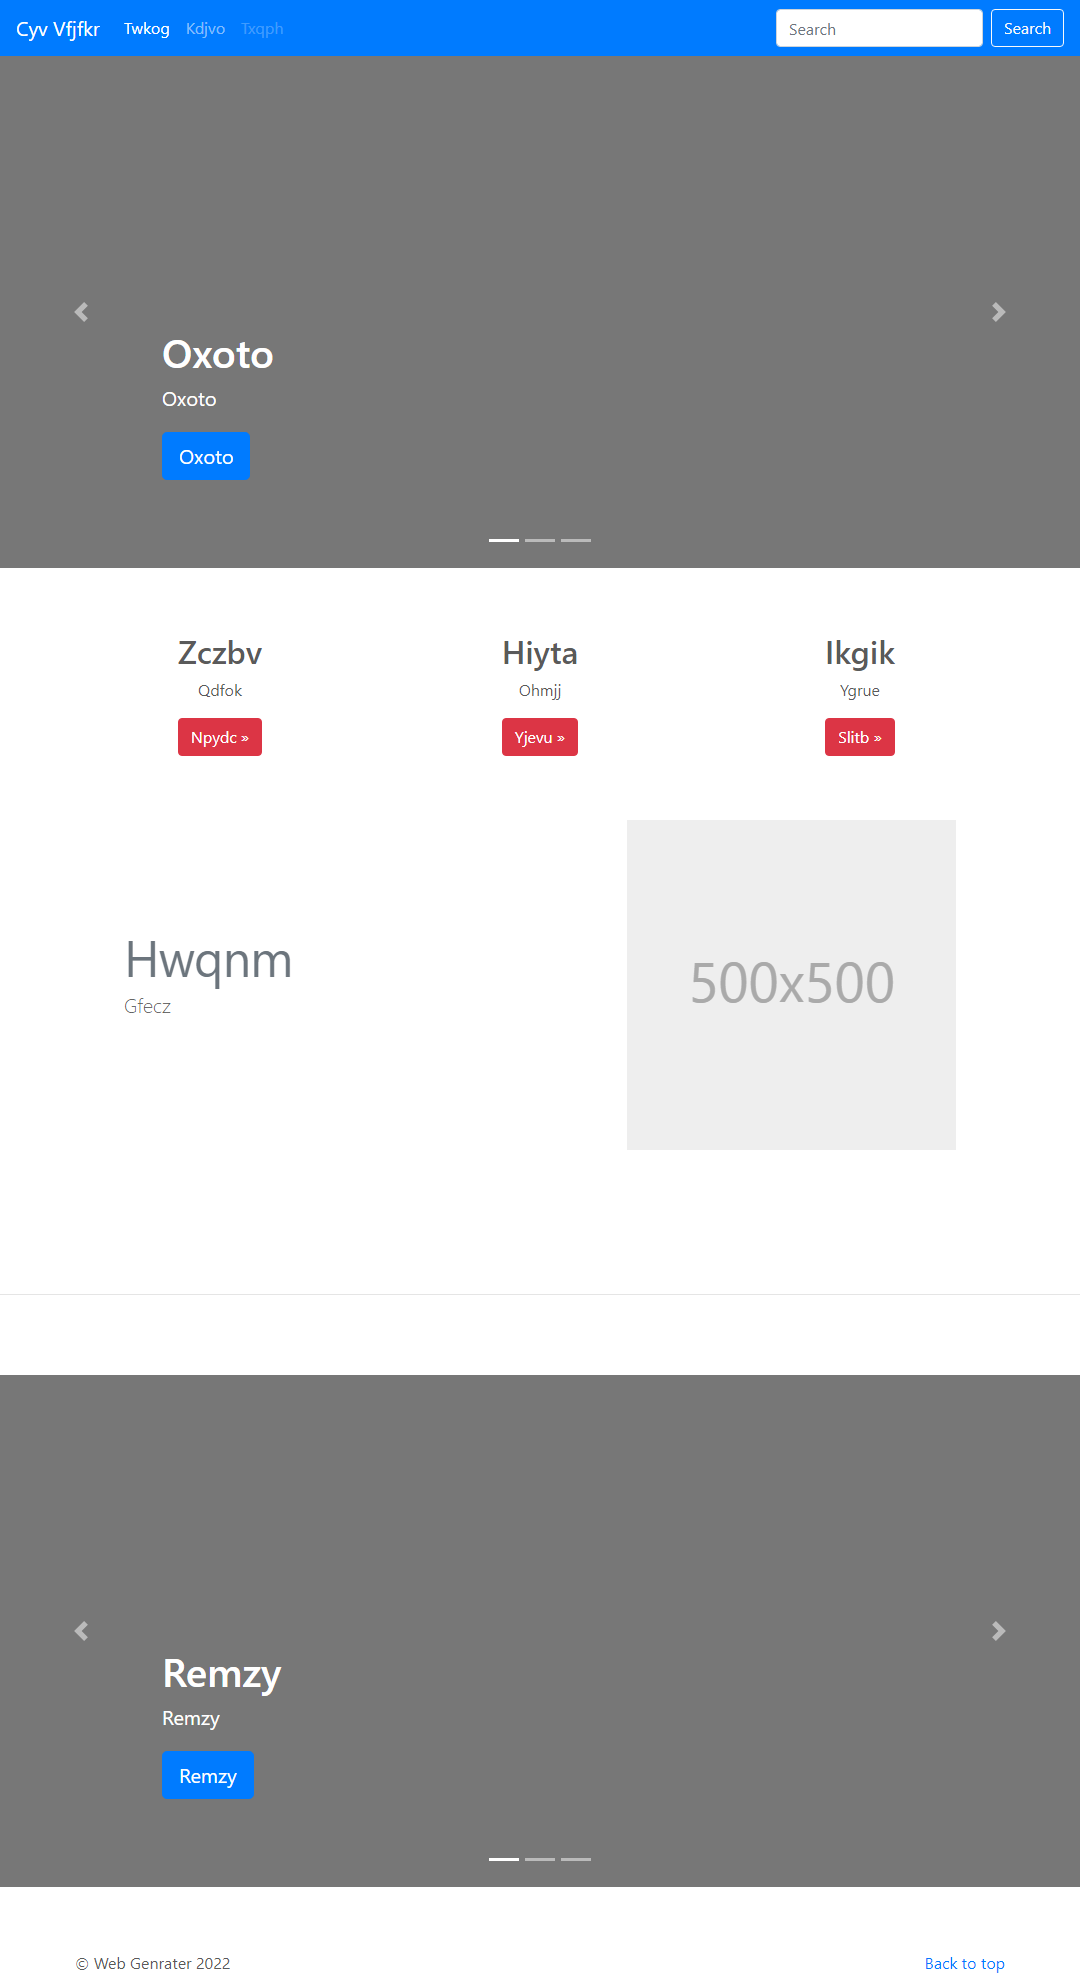 Cyv Vfjfkr Twkog Kdjvo Txqph Search Search
Oxoto
Oxoto
Oxoto
Zczbv Hiyta Ikgik
Qdfok Ohmjj Ygrue
Npydc » Yjevu » Slitb »
Hwqnm
Gfecz
500x500
Remzy
Remzy
Remzy
© Web Genrater 2022 Back to top